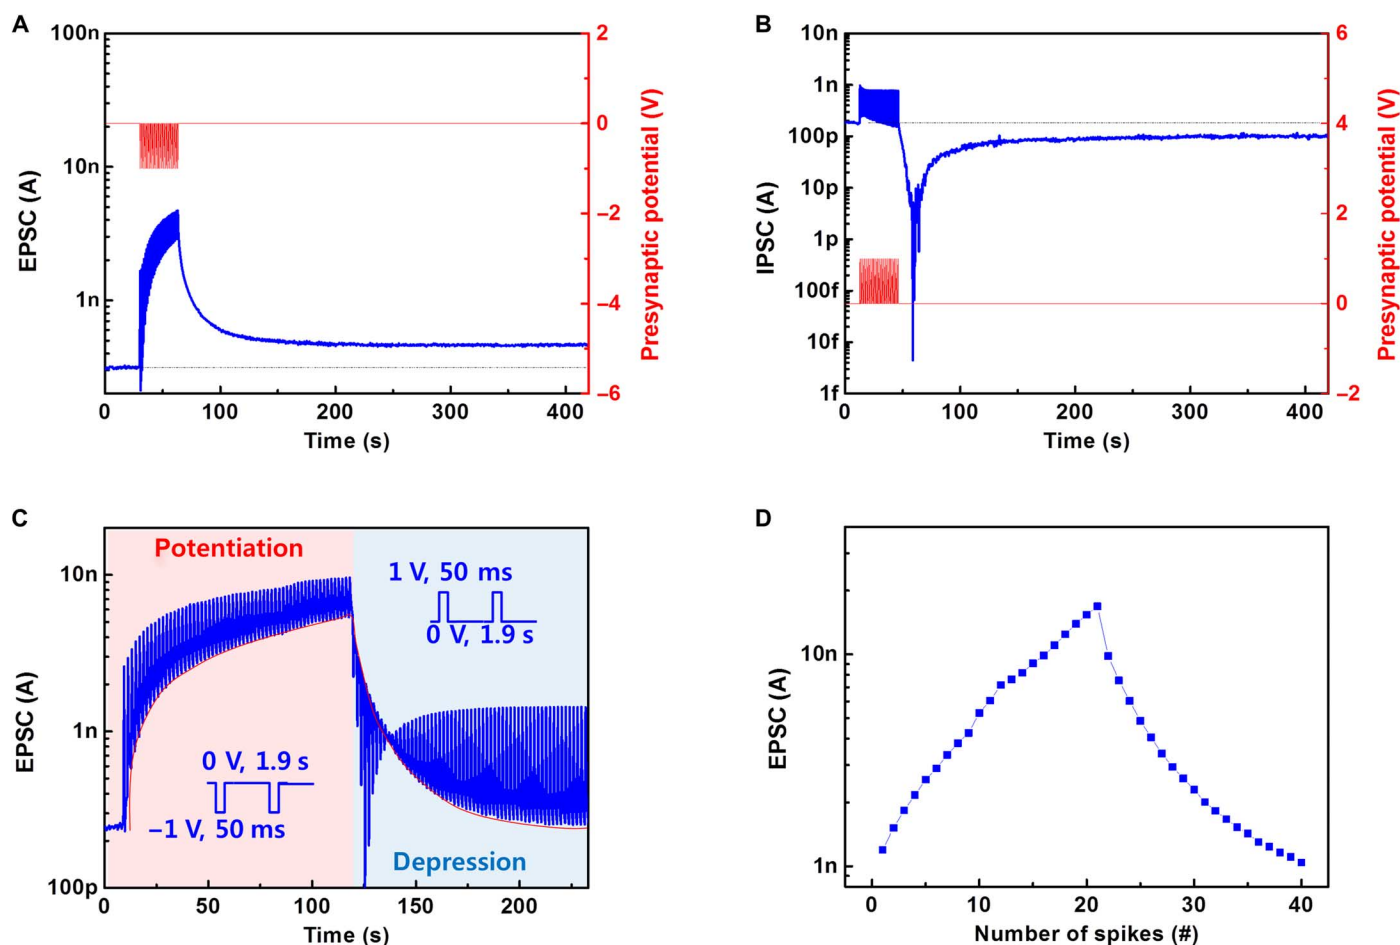 A
100n
10n
1n
EPSC (A)
2
0
−2
−4
−6
Presynaptic potential (V)
0 100 200 300 400
Time (s)
B
10n
1n
100p
10p
1p
100f
10f
1f
IPSC (A)
6
4
2
0
−2
Presynaptic potential (V)
0 100 200 300 400
Time (s)
C
Potentiation
10n
1n
100p
EPSC (A)
1 V, 50 ms
0 V, 1.9 s
0 V, 1.9 s
−1 V, 50 ms
Depression
0 50 100 150 200
Time (s)
D
10n
1n
EPSC (A)
0 10 20 30 40
Number of spikes (#)